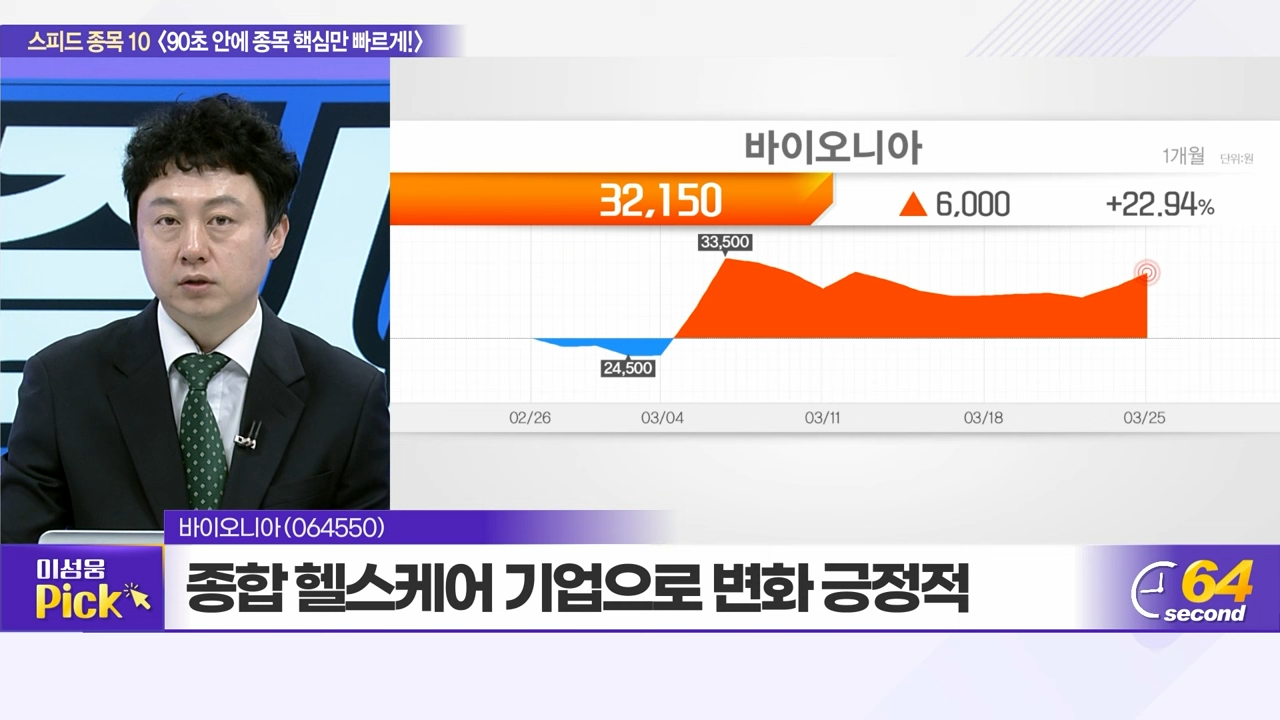 스피드 종목 10 〈90초 안에 종목 핵심만 빠르게!〉
바이오니아
1개월 단위:원
32,150 ▲ 6,000 +22.94%
33,500
24,500
02/26 03/04 03/11 03/18 03/25
바이오니아(064550)
이섬웅
Pick
종합 헬스케어 기업으로 변화 긍정적
64
second